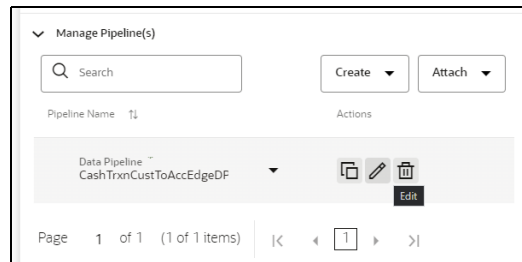 Manage Pipeline(s)
Search
Create
Attach
Pipeline Name
Actions
Data Pipeline
CashTrxnCustToAccEdgeDF
Edit
Page 1 of 1 (1 of 1 items) 1